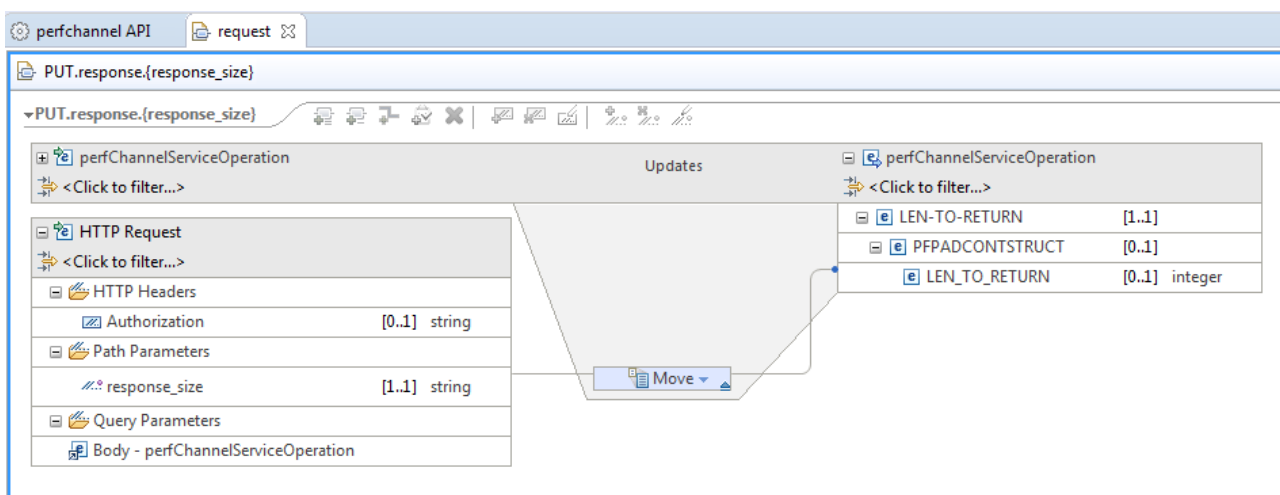 perfchannel API
request
PUT.response.{response_size}
PUT.response.{response_size}
perfChannelServiceOperation
<Click to filter...>
Updates
perfChannelServiceOperation
<Click to filter...>
LEN-TO-RETURN [1..1]
PFPADCONTSTRUCT [0..1]
LEN_TO_RETURN [0..1] integer
HTTP Request
<Click to filter...>
HTTP Headers
Authorization [0..1] string
Path Parameters
response_size [1..1] string
Move
Query Parameters
Body - perfChannelServiceOperation